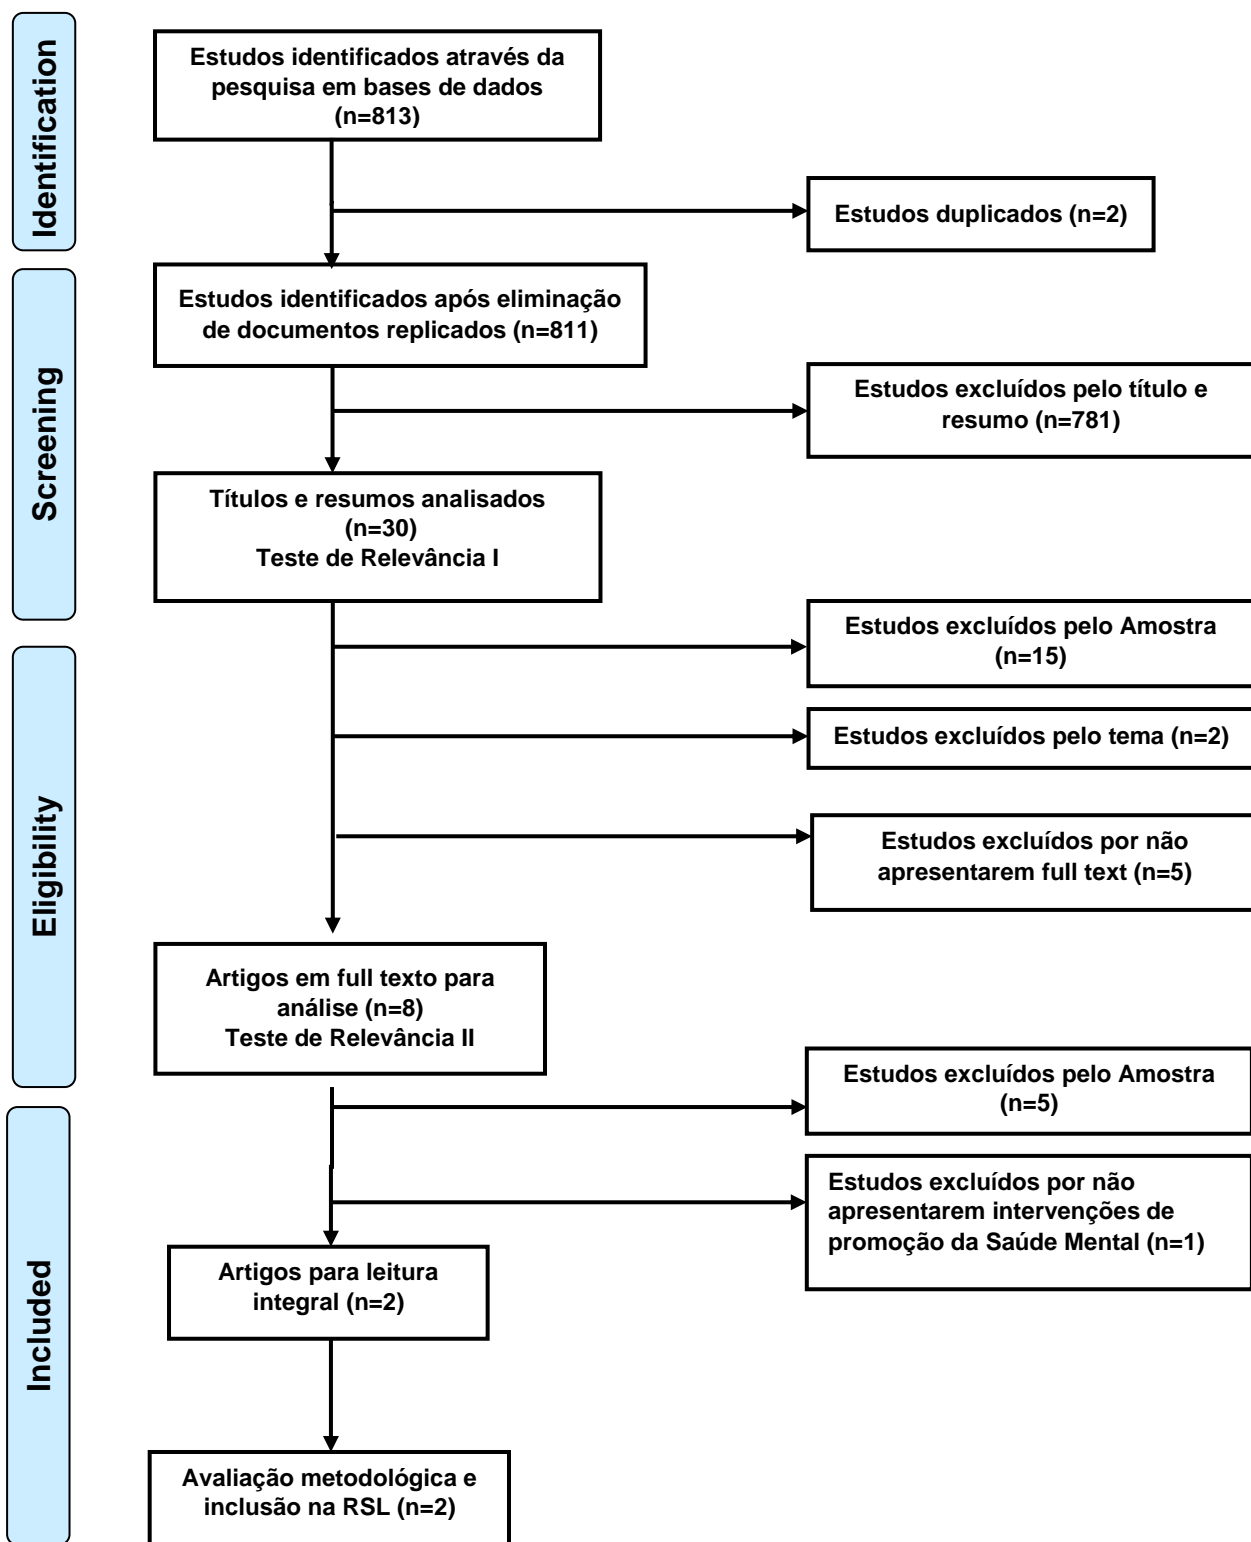 Identification
Estudos identificados através da
pesquisa em bases de dados
(n=813)
Estudos duplicados (n=2)
Screening
Estudos identificados após eliminação
de documentos replicados (n=811)
Estudos excluídos pelo título e
resumo (n=781)
Títulos e resumos analisados
(n=30)
Teste de Relevância I
Eligibility
Estudos excluídos pelo Amostra
(n=15)
Estudos excluídos pelo tema (n=2)
Estudos excluídos por não
apresentarem full text (n=5)
Artigos em full texto para
análise (n=8)
Teste de Relevância II
Included
Estudos excluídos pelo Amostra
(n=5)
Estudos excluídos por não
apresentarem intervenções de
promoção da Saúde Mental (n=1)
Artigos para leitura
integral (n=2)
Avaliação metodológica e
inclusão na RSL (n=2)